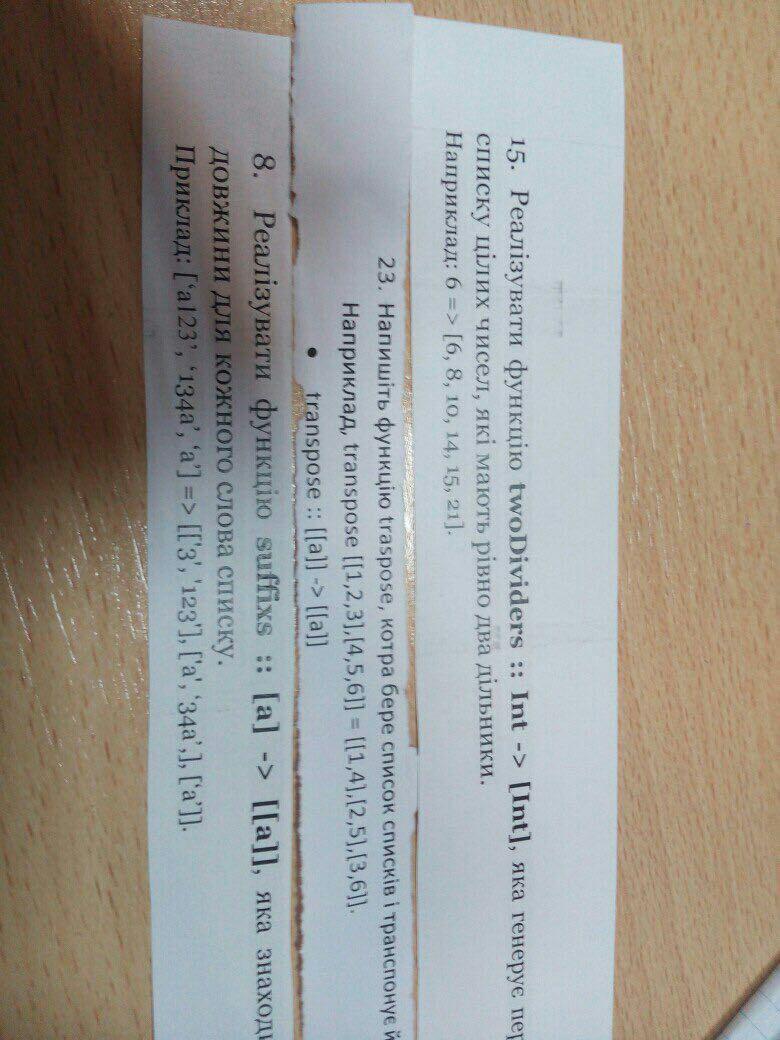 15. Реалізувати функцію twoDividers :: Int -> [Int], яка генерує пер
списку цілих чисел, які мають рівно два дільники.
Наприклад: 6 => [6, 8, 10, 14, 15, 21].
23. Напишіть функцію traspose, котра бере список списків і транспонує й
Наприклад, transpose [[1,2,3],[4,5,6]] = [[1,4],[2,5],[3,6]].
• transpose :: [[a]] -> [[a]]
8. Реалізувати функцію suffixs :: [a] -> [[a]], яка знаходи
довжини для кожного слова списку.
Приклад: [‘a123’, ‘134a’, ‘a’] => [['3', '123'], [‘a’, ‘34a’,], [‘a’]].